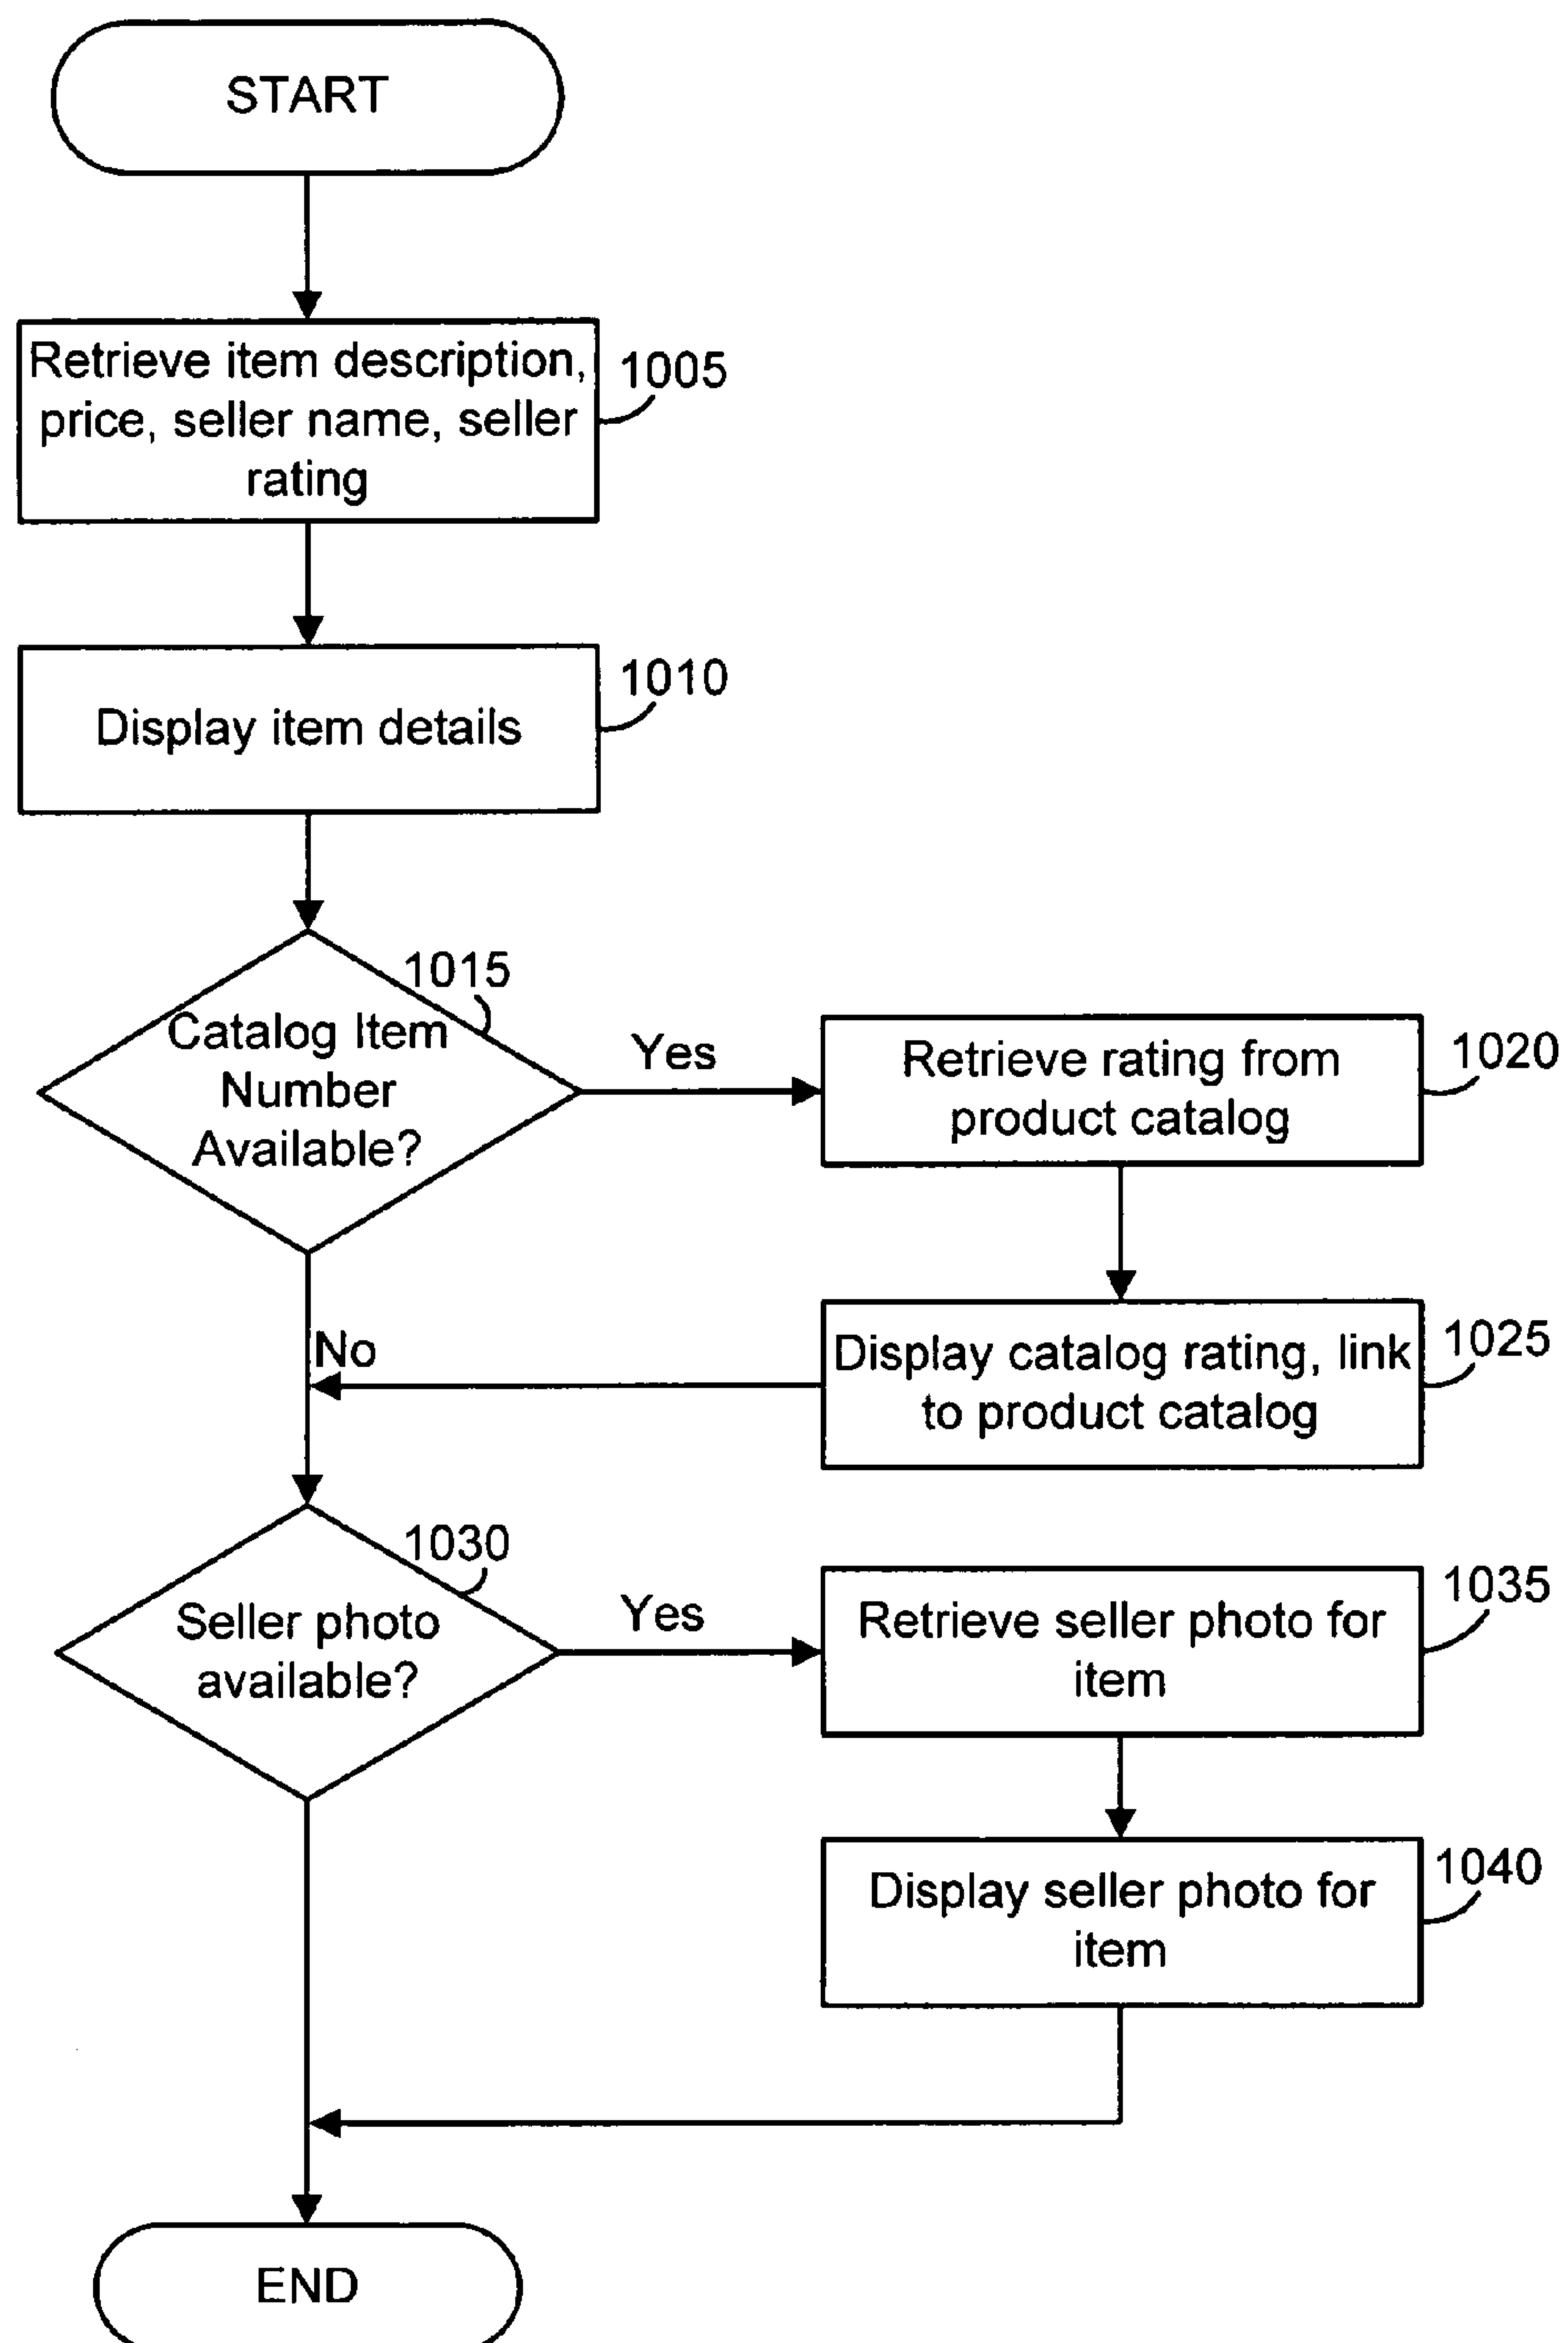 START
Retrieve item description,
price, seller name, seller
rating
1005
Display item details
1010
1015
Catalog Item
Number
Available?
Yes
Retrieve rating from
product catalog
1020
No
Display catalog rating, link
to product catalog
1025
1030
Seller photo
available?
Yes
Retrieve seller photo for
item
1035
Display seller photo for
item
1040
END